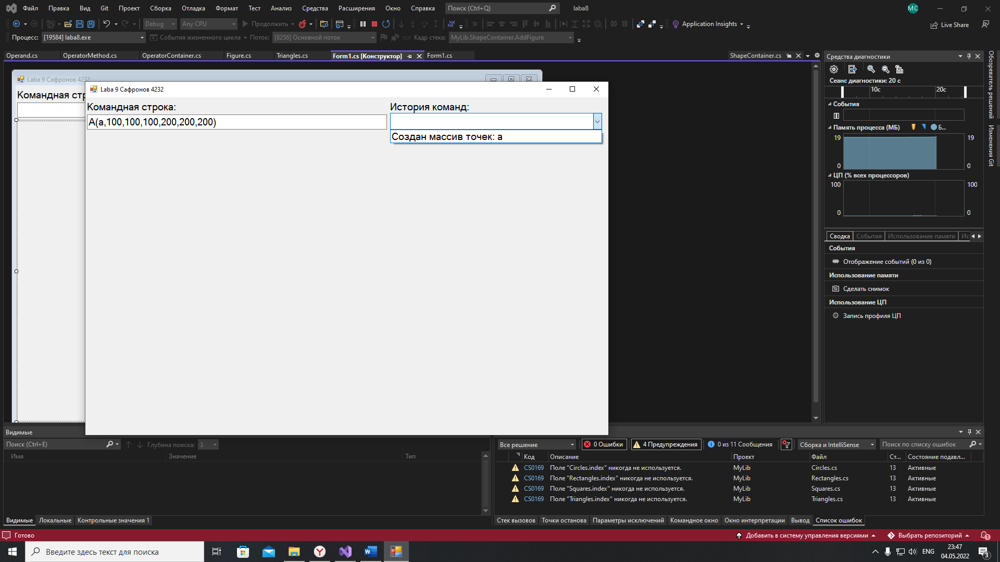 Файл Правка Вид Git Проект Сборка Отладка Формат Тест Анализ Средства Расширения Окно Справка Поиск (Ctrl+Q) laba8 MC
Debug Any CPU Продолжить Application Insights Live Share
Процесс: [19584] laba8.exe События жизненного цикла Поток: [8256] Основной поток Кадр стека: MyLib.ShapeContainer.AddFigure
Operand.cs OperatorMethod.cs OperatorContainer.cs Figure.cs Triangles.cs Form1.cs [Конструктор] Form1.cs ShapeContainer.cs
Laba 9 Сафронов 4232
Командная стр
Laba 9 Сафронов 4232
Командная строка: История команд:
A(a,100,100,100,200,200,200)
Создан массив точек: a
Средства диагностики
Сеанс диагностики: 20 с
10с 20с
События
Память процесса (МБ) Б...
19 19
0 0
ЦП (% всех процессоров)
100 100
0 0
Сводка События Использование памяти Ис
События
Отображение событий (0 из 0)
Использование памяти
Сделать снимок
Использование ЦП
Запись профиля ЦП
Обозреватель решений
Изменения Git
Видимые
Поиск (Ctrl+E) Глубина поиска: 3
Имя Значение Тип
Видимые Локальные Контрольные значения 1
Все решение 0 Ошибки 4 Предупреждения 0 из 11 Сообщения Сборка и IntelliSense Поиск по списку ошибок
Код Описание Проект Файл Ст... Состояние подавл...
CS0169 Поле "Circles.index" никогда не используется. MyLib Circles.cs 13 Активные
CS0169 Поле "Rectangles.index" никогда не используется. MyLib Rectangles.cs 13 Активные
CS0169 Поле "Squares.index" никогда не используется. MyLib Squares.cs 13 Активные
CS0169 Поле "Triangles.index" никогда не используется. MyLib Triangles.cs 13 Активные
Стек вызовов Точки останова Параметры исключений Командное окно Окно интерпретации Вывод Список ошибок
Готово Добавить в систему управления версиями Выбрать репозиторий 1
Введите здесь текст для поиска ENG 23:47
04.05.2022 3